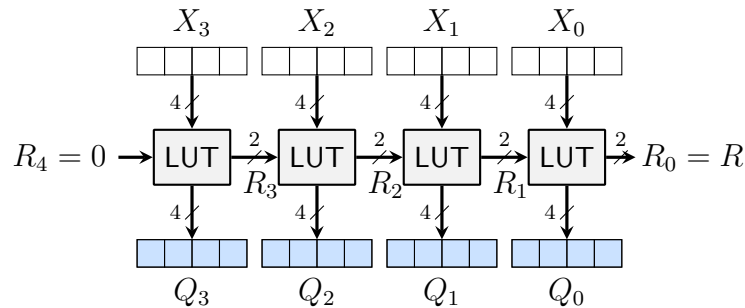 X₃ X₂ X₁ X₀
4 4 4 4
R₄ = 0 LUT 2 LUT 2 LUT 2 LUT 2 R₀ = R
R₃ R₂ R₁
4 4 4 4
Q₃ Q₂ Q₁ Q₀